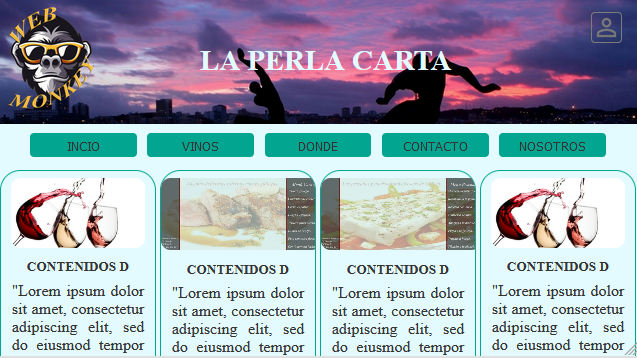 WEB
MONKEY
LA PERLA CARTA
INCIO
VINOS
DONDE
CONTACTO
NOSOTROS
CONTENIDOS D
"Lorem ipsum dolor
sit amet, consectetur
adipiscing elit, sed
do eiusmod tempor
CONTENIDOS D
"Lorem ipsum dolor
sit amet, consectetur
adipiscing elit, sed
do eiusmod tempor
CONTENIDOS D
"Lorem ipsum dolor
sit amet, consectetur
adipiscing elit, sed
do eiusmod tempor
CONTENIDOS D
"Lorem ipsum dolor
sit amet, consectetur
adipiscing elit, sed
do eiusmod tempor